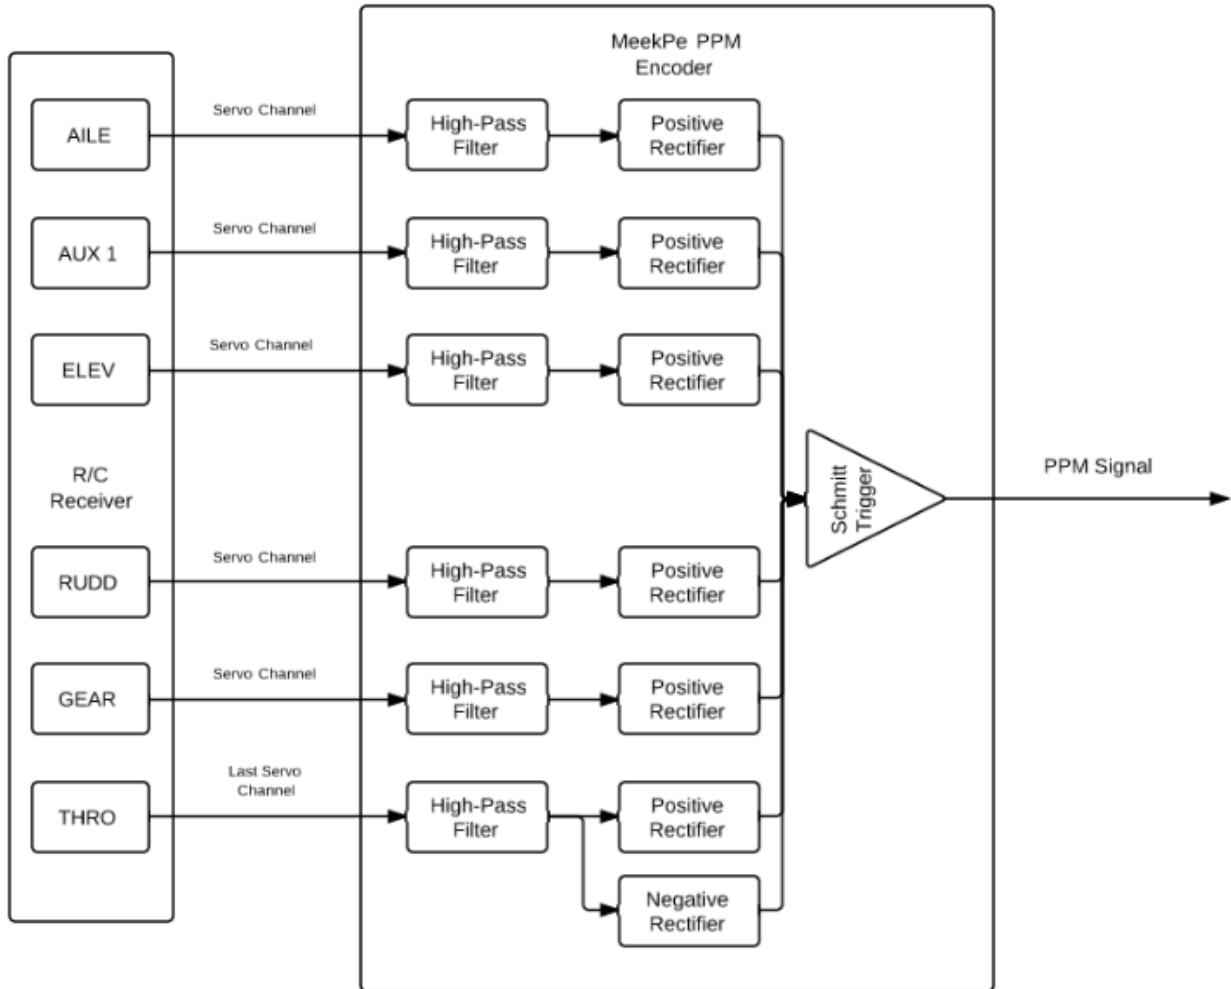 MeekPe PPM
Encoder
AILE
Servo Channel
High-Pass
Filter
Positive
Rectifier
AUX 1
Servo Channel
High-Pass
Filter
Positive
Rectifier
ELEV
Servo Channel
High-Pass
Filter
Positive
Rectifier
R/C
Receiver
Schmitt
Trigger
PPM Signal
RUDD
Servo Channel
High-Pass
Filter
Positive
Rectifier
GEAR
Servo Channel
High-Pass
Filter
Positive
Rectifier
THRO
Last Servo
Channel
High-Pass
Filter
Positive
Rectifier
Negative
Rectifier